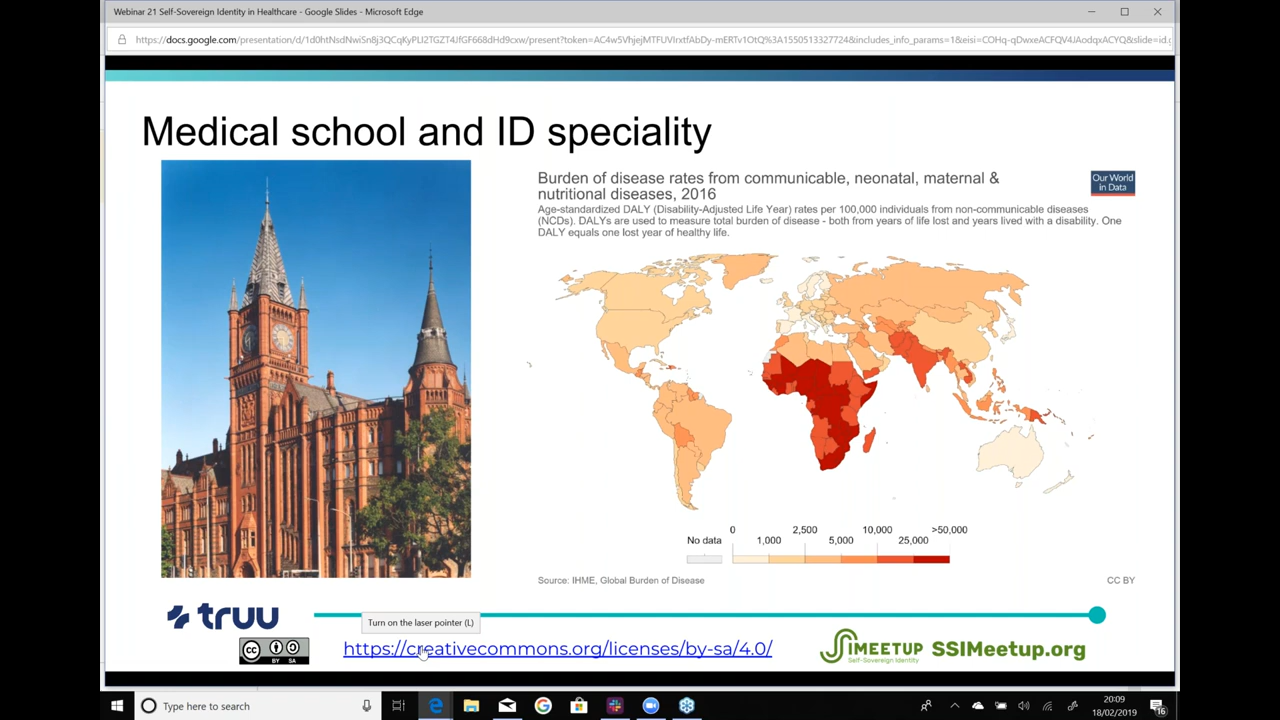 Webinar 21 Self-Sovereign Identity in Healthcare - Google Slides - Microsoft Edge
Medical school and ID speciality
Burden of disease rates from communicable, neonatal, maternal &
nutritional diseases, 2016
Our World
in Data
Age-standardized DALY (Disability-Adjusted Life Year) rates per 100,000 individuals from non-communicable diseases
(NCDs). DALYs are used to measure total burden of disease - both from years of life lost and years lived with a disability. One
DALY equals one lost year of healthy life.
0 2,500 10,000 >50,000
No data 1,000 5,000 25,000
Source: IHME, Global Burden of Disease
CC BY
truu
Turn on the laser pointer (L)
cc BY SA
https://creativecommons.org/licenses/by-sa/4.0/
SIMEETUP
Self-Sovereign Identity
SSIMeetup.org
Type here to search
20:09
18/02/2019
16